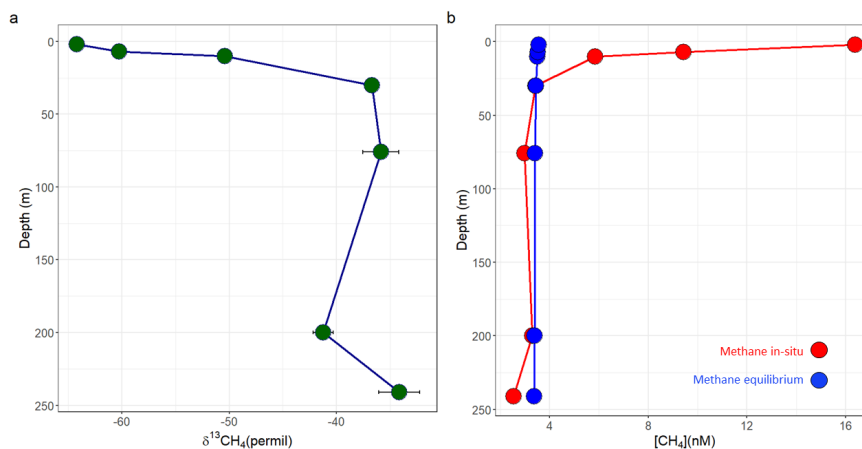 a
0
50
100
150
200
250
Depth (m)
-60
-50
-40
δ¹³CH₄(permil)
b
0
50
100
150
200
250
Depth (m)
Methane in-situ
Methane equilibrium
4
8
12
16
[CH₄](nM)